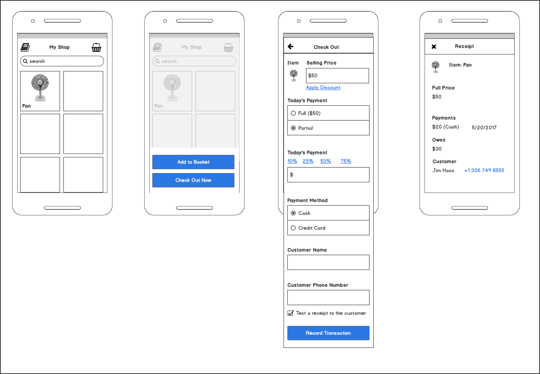 My Shop
search
Fan
My Shop
search
Fan
Add to Basket
Check Out Now
Check Out
Item Selling Price
$50
Apply Discount
Today's Payment
Full ($50)
Partial
Today's Payment
10% 25% 50% 75%
$
Payment Method
Cash
Credit Card
Customer Name
Customer Phone Number
Text a receipt to the customer
Record Transaction
Receipt
Item: Fan
Full Price
$50
Payments
$20 (Cash) 5/20/2017
Owes
$30
Customer
Jim Hase +1 336 749 8555